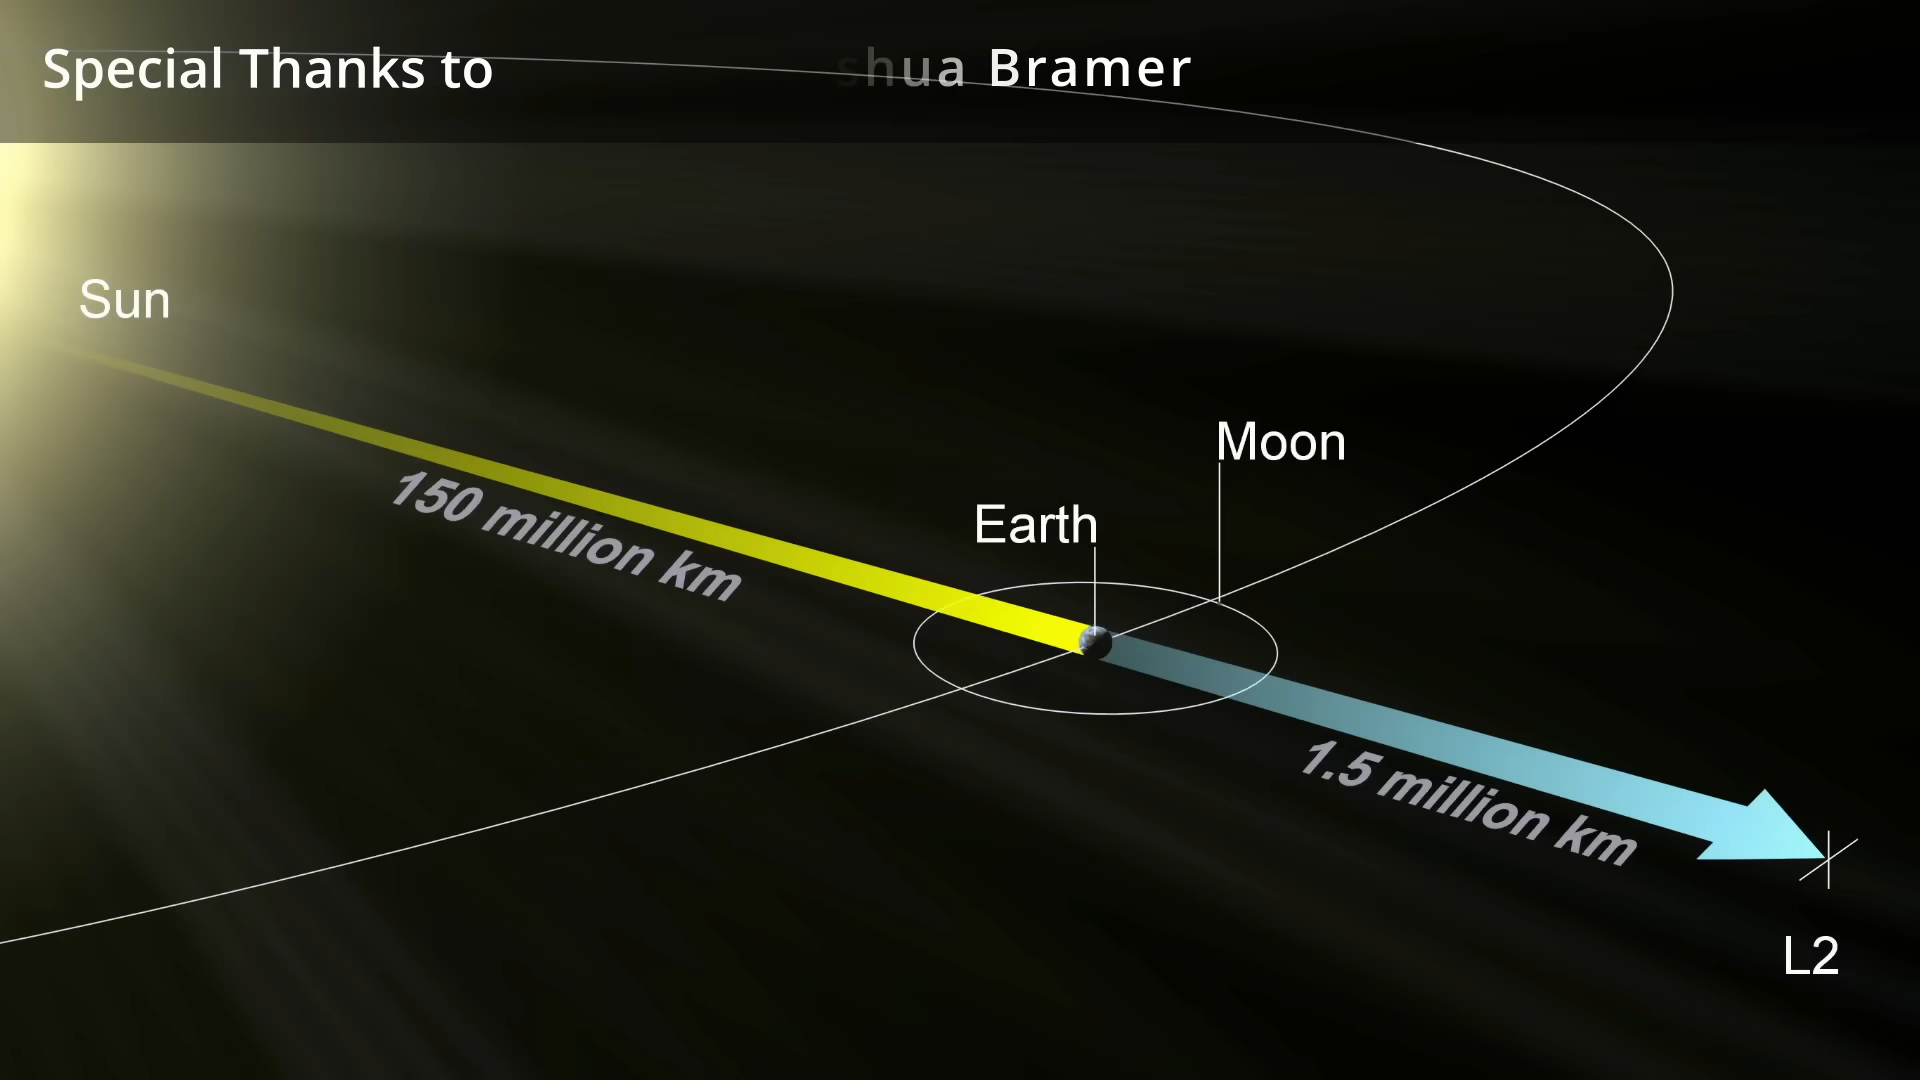 Special Thanks to
shua Bramer
Sun
Moon
Earth
150 million km
1.5 million km
L2